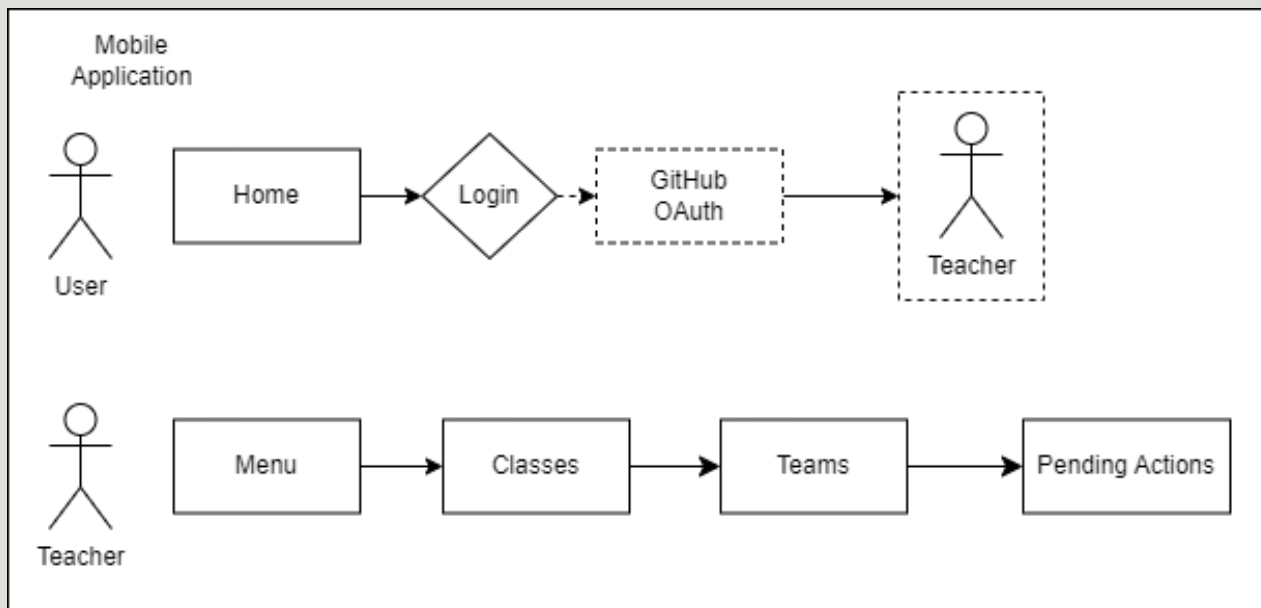 Mobile
Application
Home
Login
GitHub
OAuth
Teacher
User
Menu
Classes
Teams
Pending Actions
Teacher